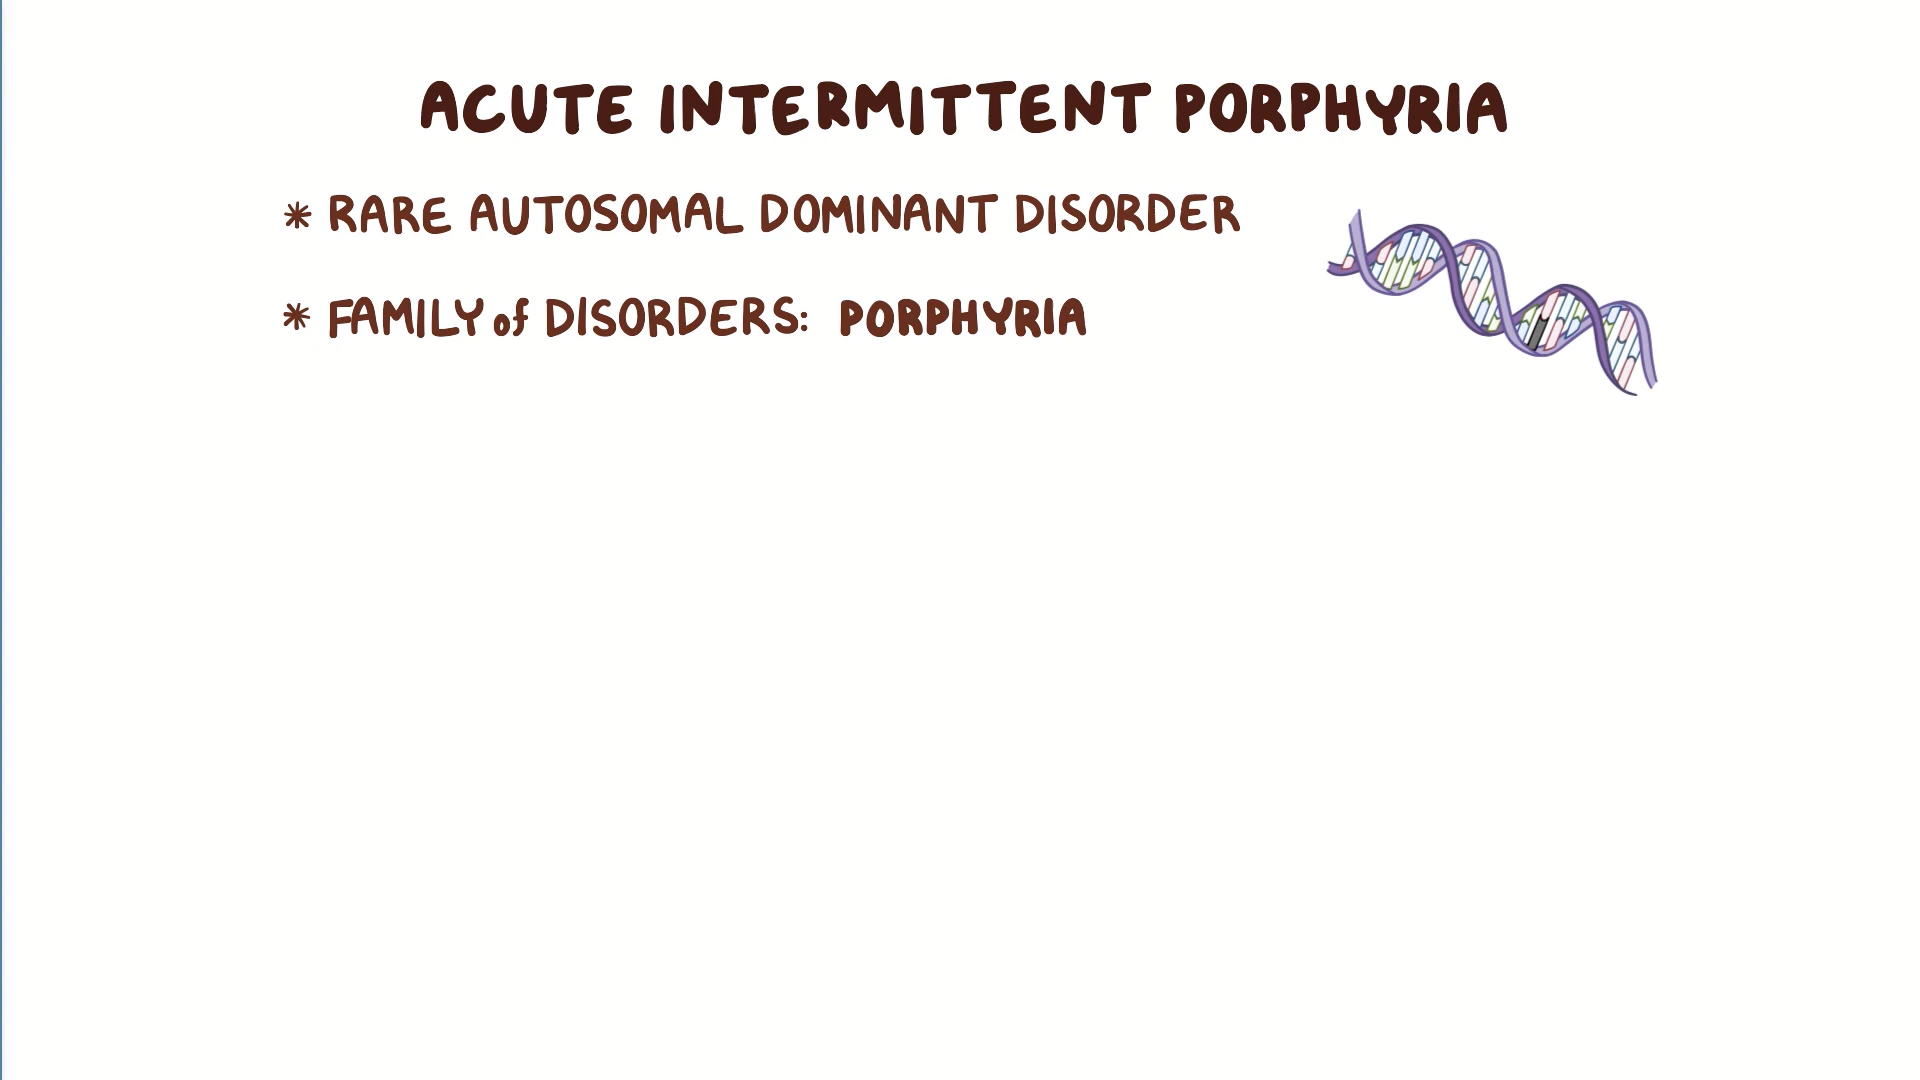 ACUTE INTERMITTENT PORPHYRIA
* RARE AUTOSOMAL DOMINANT DISORDER
* FAMILY of DISORDERS: PORPHYRIA